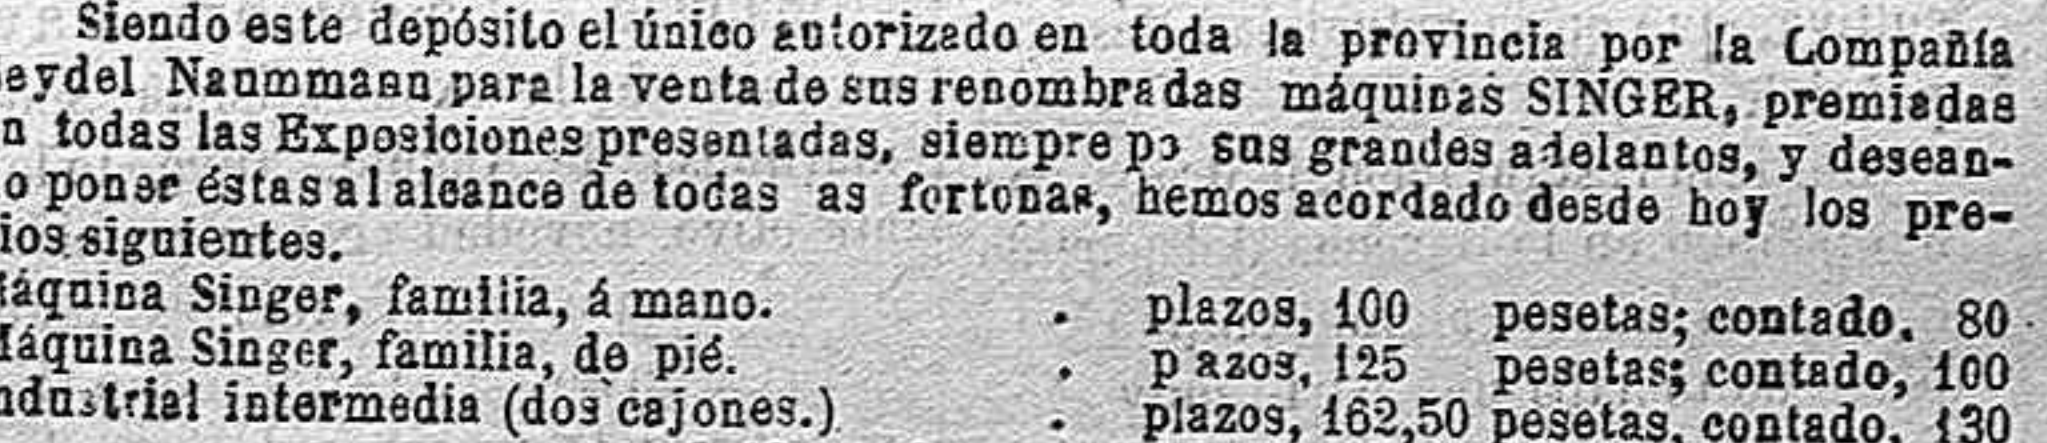 Siendo este depósito el único autorizado en toda la provincia por la Compañía
eydel Naummann para la venta de sus renombradas máquinas SINGER, premiadas
n todas las Exposiciones presentadas, siempre po sus grandes adelantos, y desean-
o poner éstas al alcance de todas as fortunas, hemos acordado desde hoy los pre-
ios siguientes.
áquina Singer, familia, á mano. . plazos, 100 pesetas; contado, 80
áquina Singer, familia, de pié. . p azos, 125 pesetas; contado, 100
ndustrial intermedia (dos cajones.) . plazos, 162,50 pesetas, contado, 130